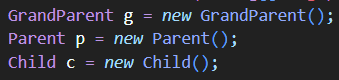 GrandParent g = new GrandParent();
Parent p = new Parent();
Child c = new Child();